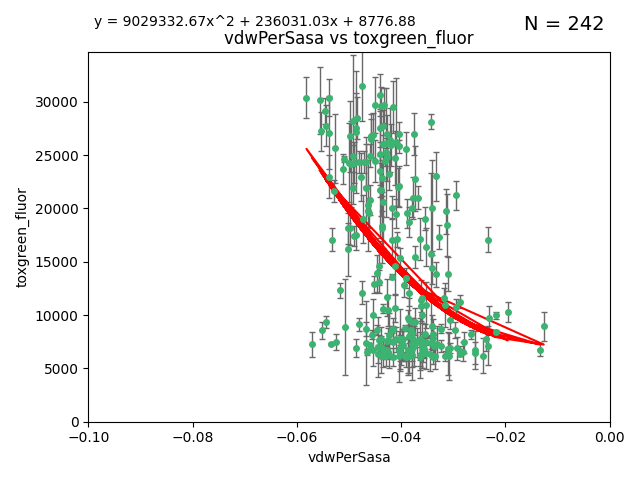 y = 9029332.67x^2 + 236031.03x + 8776.88
N = 242
vdwPerSasa vs toxgreen_fluor
30000
25000
20000
15000
10000
5000
0
toxgreen_fluor
−0.10
−0.08
−0.06
−0.04
−0.02
0.00
vdwPerSasa